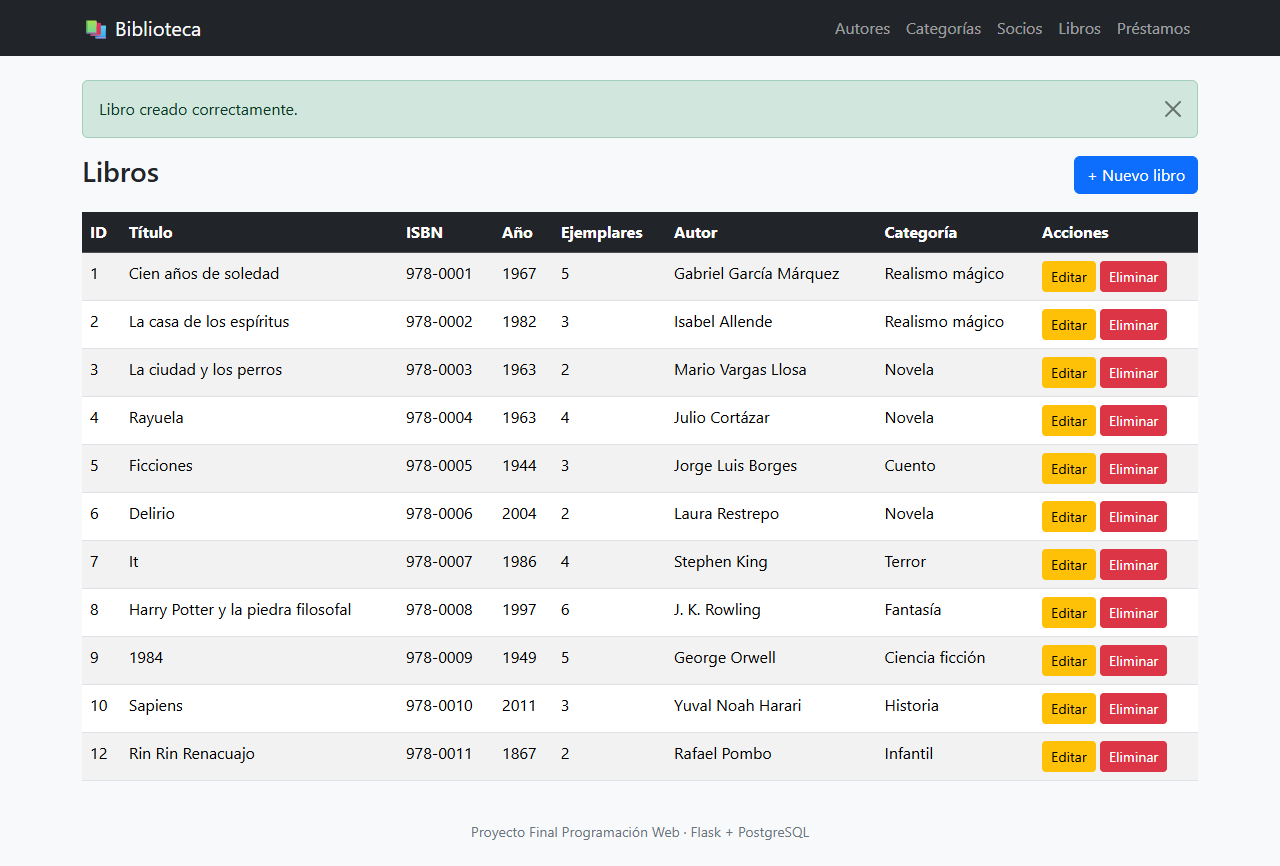 Biblioteca Autores Categorías Socios Libros Préstamos
Libro creado correctamente.
Libros + Nuevo libro
ID Título ISBN Año Ejemplares Autor Categoría Acciones
1 Cien años de soledad 978-0001 1967 5 Gabriel García Márquez Realismo mágico Editar Eliminar
2 La casa de los espíritus 978-0002 1982 3 Isabel Allende Realismo mágico Editar Eliminar
3 La ciudad y los perros 978-0003 1963 2 Mario Vargas Llosa Novela Editar Eliminar
4 Rayuela 978-0004 1963 4 Julio Cortázar Novela Editar Eliminar
5 Ficciones 978-0005 1944 3 Jorge Luis Borges Cuento Editar Eliminar
6 Delirio 978-0006 2004 2 Laura Restrepo Novela Editar Eliminar
7 It 978-0007 1986 4 Stephen King Terror Editar Eliminar
8 Harry Potter y la piedra filosofal 978-0008 1997 6 J. K. Rowling Fantasía Editar Eliminar
9 1984 978-0009 1949 5 George Orwell Ciencia ficción Editar Eliminar
10 Sapiens 978-0010 2011 3 Yuval Noah Harari Historia Editar Eliminar
12 Rin Rin Renacuajo 978-0011 1867 2 Rafael Pombo Infantil Editar Eliminar
Proyecto Final Programación Web · Flask + PostgreSQL